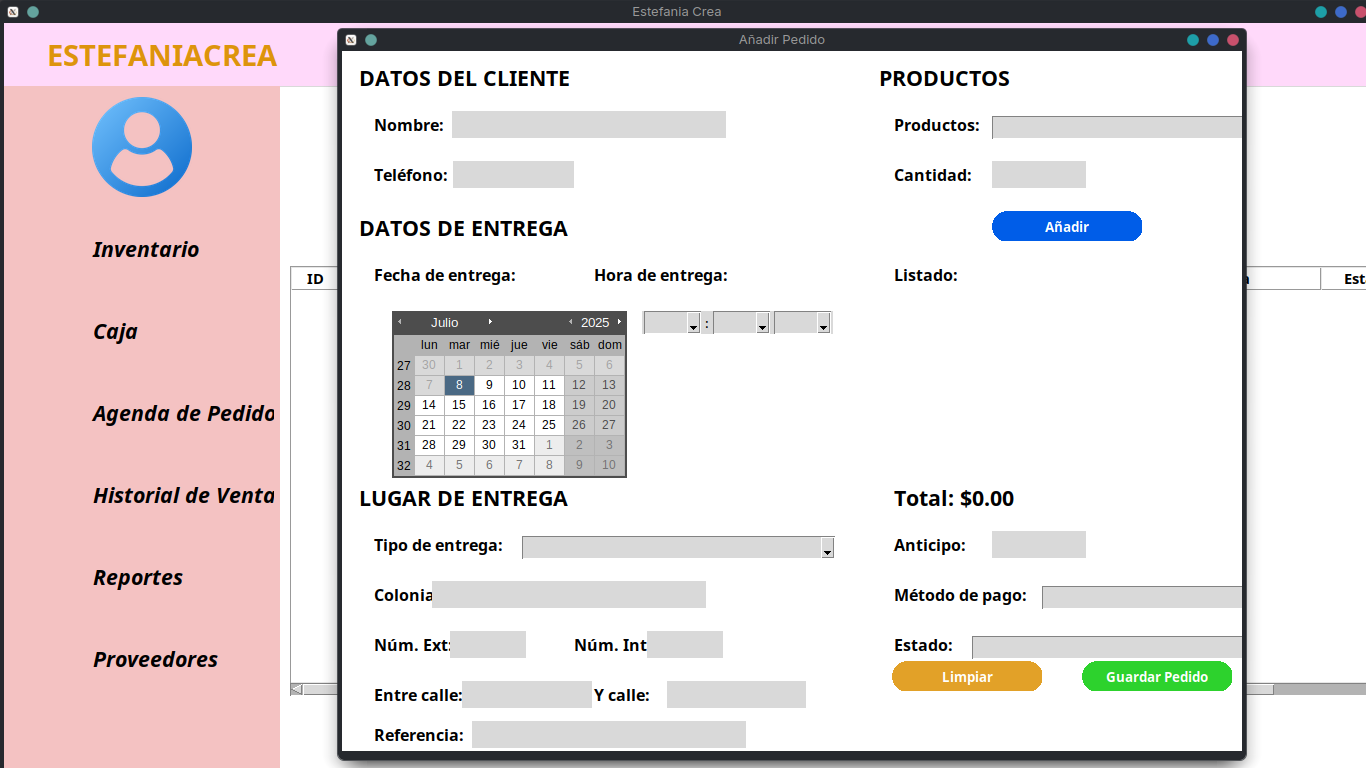 Estefania Crea
ESTEFANIACREA
Inventario
Caja
Agenda de Pedido
Historial de Venta
Reportes
Proveedores
ID
Est
Añadir Pedido
DATOS DEL CLIENTE
Nombre:
Teléfono:
DATOS DE ENTREGA
Fecha de entrega:
Hora de entrega:
Julio 2025
lun mar mié jue vie sáb dom
27 30 1 2 3 4 5 6
28 7 8 9 10 11 12 13
29 14 15 16 17 18 19 20
30 21 22 23 24 25 26 27
31 28 29 30 31 1 2 3
32 4 5 6 7 8 9 10
:
LUGAR DE ENTREGA
Tipo de entrega:
Colonia
Núm. Ext:
Núm. Int
Entre calle:
Y calle:
Referencia:
PRODUCTOS
Productos:
Cantidad:
Añadir
Listado:
Total: $0.00
Anticipo:
Método de pago:
Estado:
Limpiar
Guardar Pedido